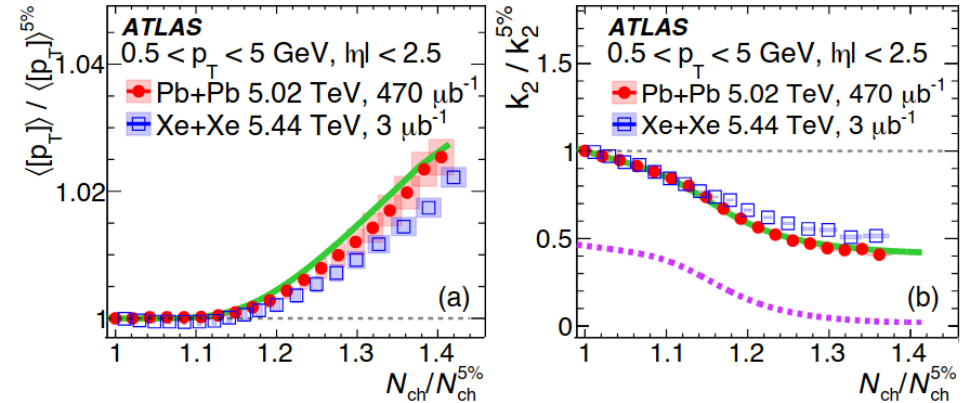 ATLAS
0.5 < p_T < 5 GeV, |η| < 2.5
Pb+Pb 5.02 TeV, 470 μb⁻¹
Xe+Xe 5.44 TeV, 3 μb⁻¹
⟨[p_T]⟩ / ⟨[p_T]⟩^5%
1.04
1.02
1
(a)
1 1.1 1.2 1.3 1.4
N_ch/N_ch^5%
ATLAS
0.5 < p_T < 5 GeV, |η| < 2.5
Pb+Pb 5.02 TeV, 470 μb⁻¹
Xe+Xe 5.44 TeV, 3 μb⁻¹
k_2 / k_2^5%
1.5
1
0.5
0
(b)
1 1.1 1.2 1.3 1.4
N_ch/N_ch^5%